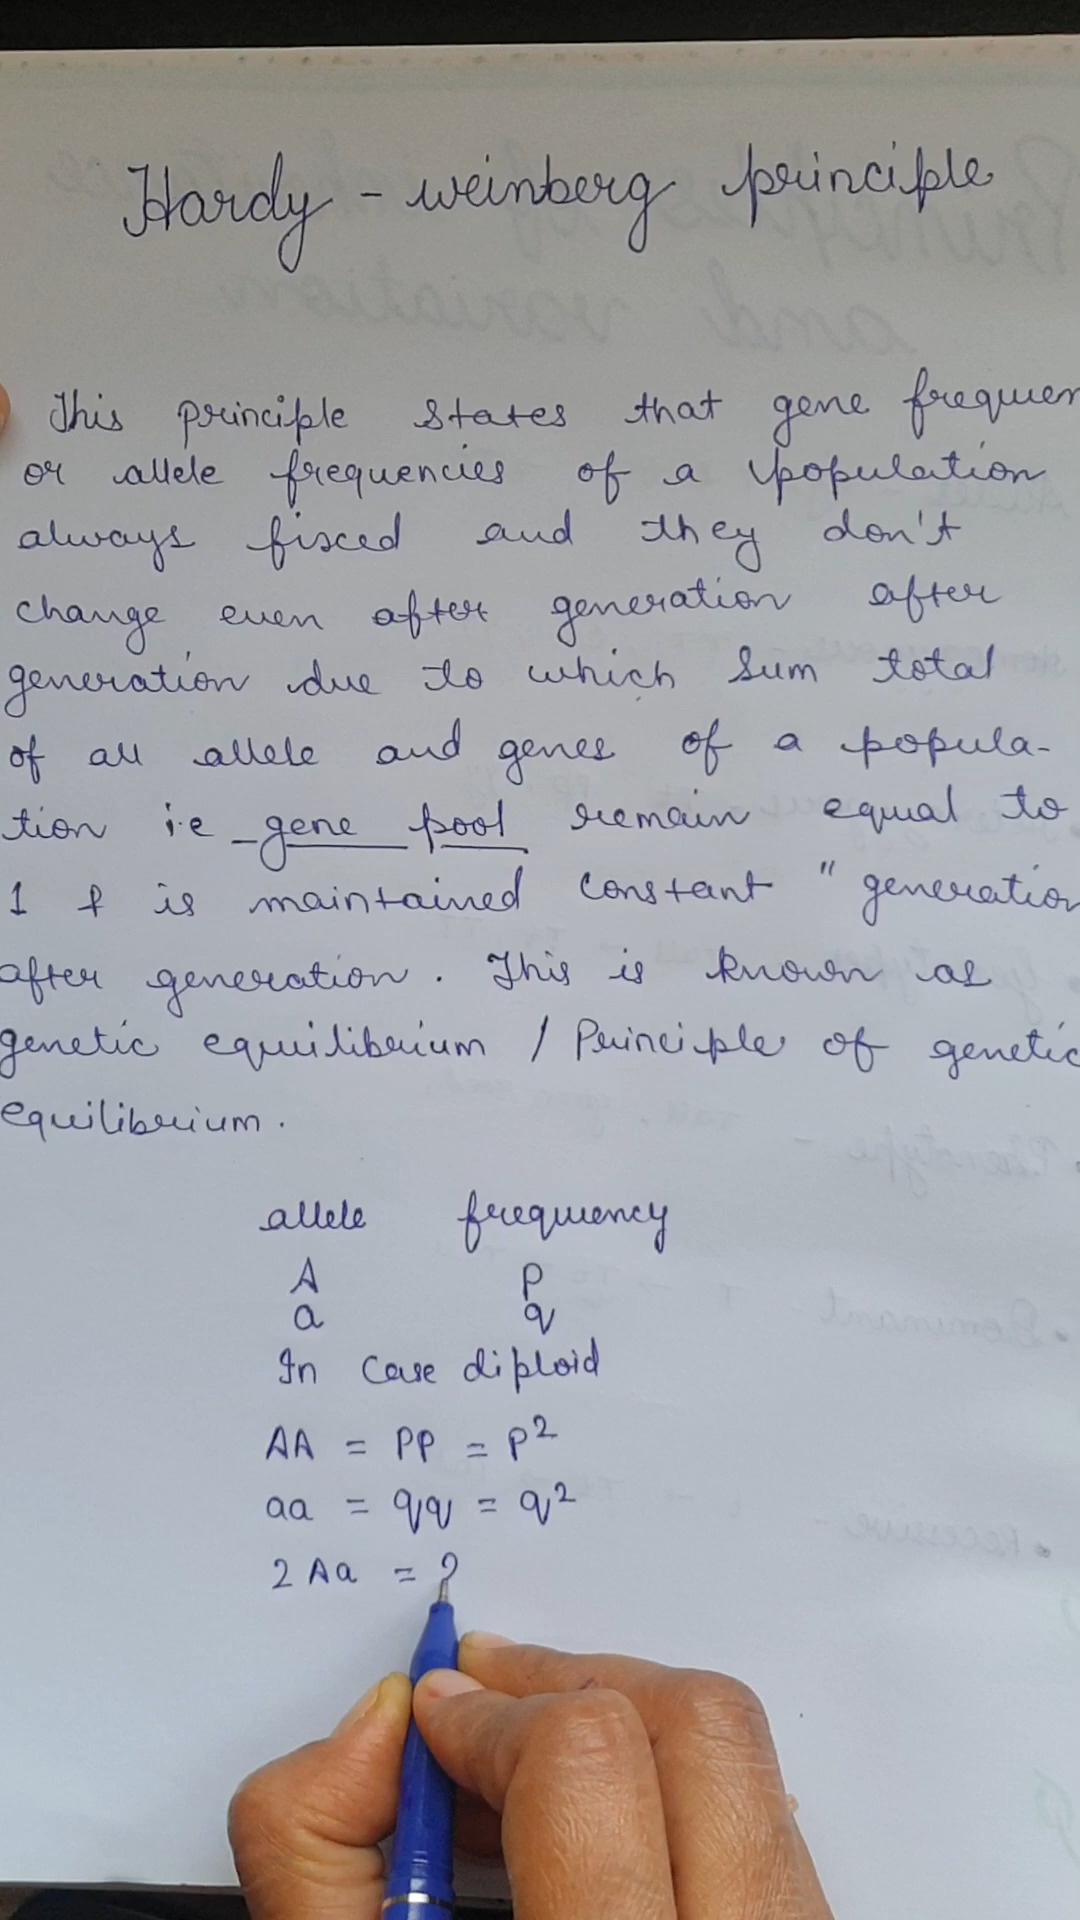 Hardy - weinberg principle
This principle states that gene frequen
or allele frequencies of a population
always fixed and they don't
change even after generation after
generation due to which sum total
of all allele and genes of a popula-
tion i.e gene pool remain equal to
1 & is maintained constant " generation
after generation. This is known as
genetic equilibrium / Principle of genetic
equilibrium.
allele frequency
A p
a q
In case diploid
AA = PP = P²
aa = qq = q²
2 Aa =